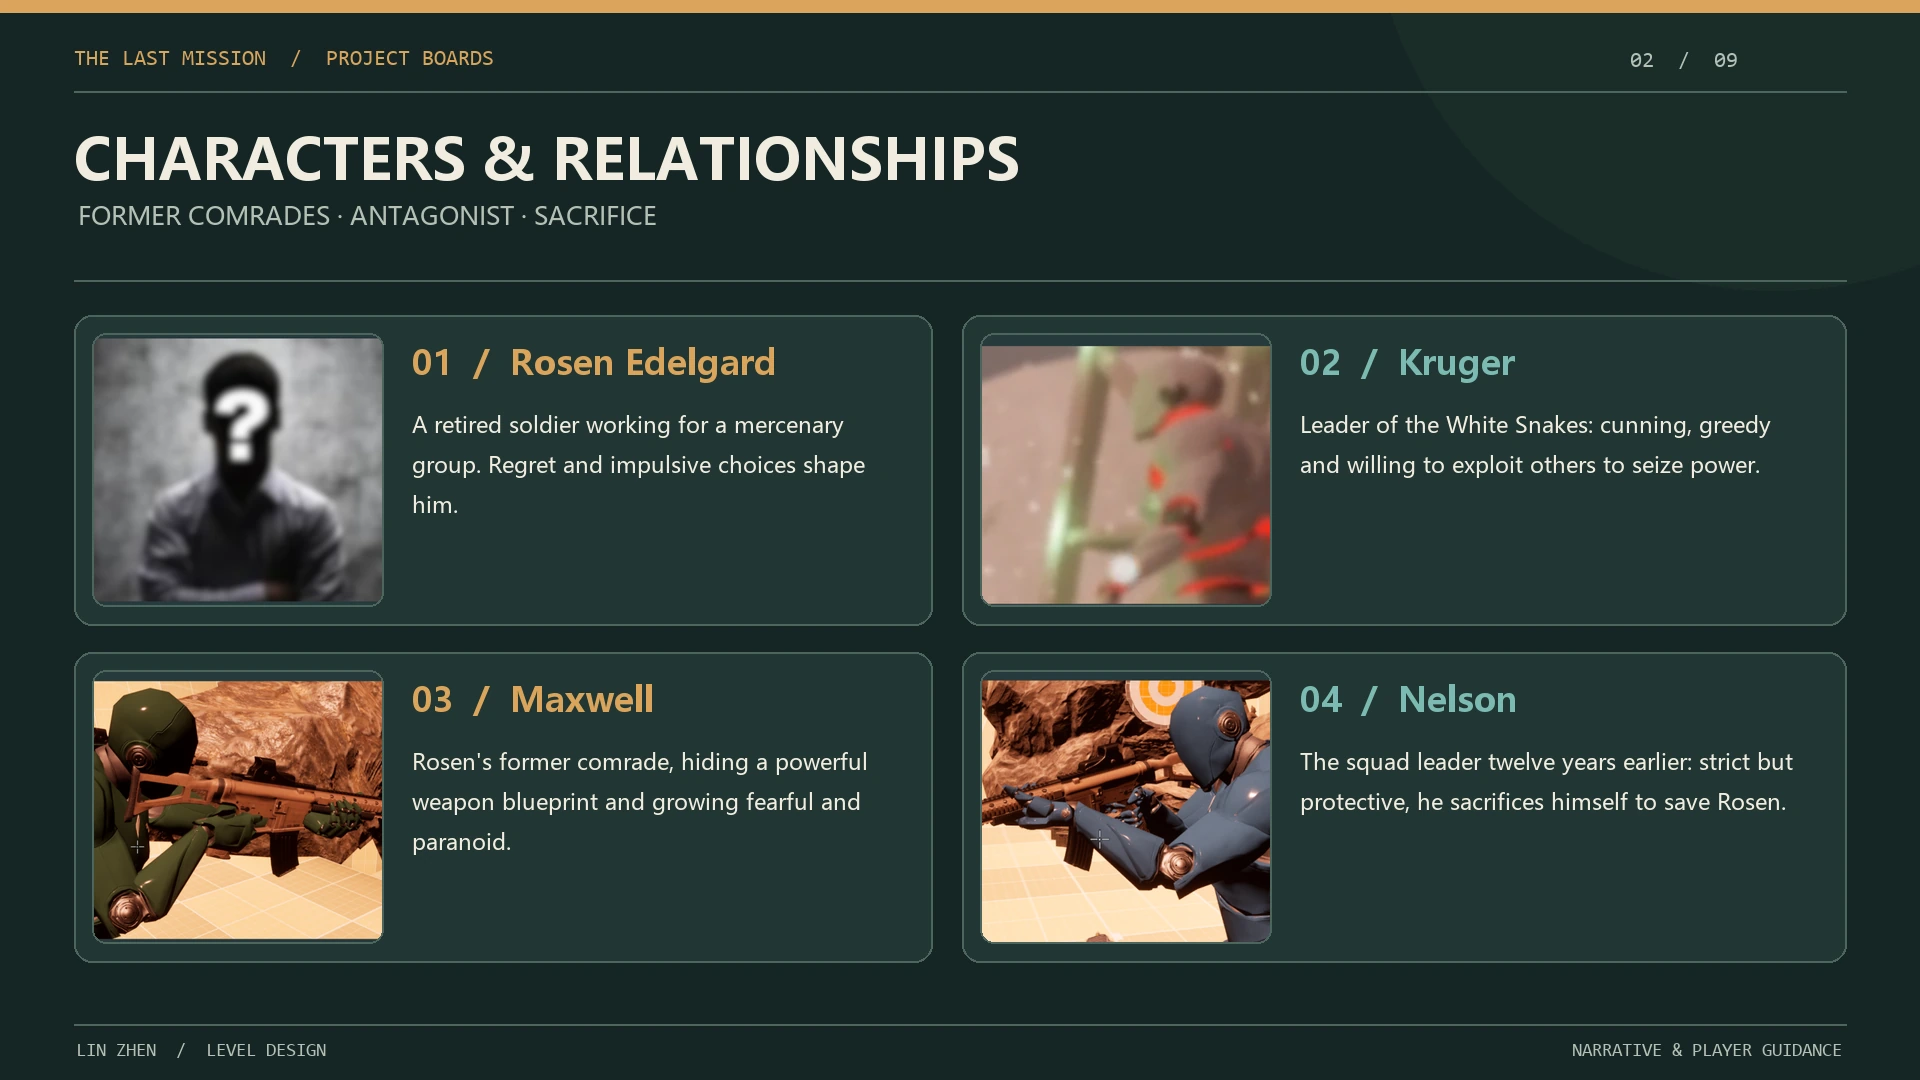 THE LAST MISSION / PROJECT BOARDS
02 / 09
CHARACTERS & RELATIONSHIPS
FORMER COMRADES · ANTAGONIST · SACRIFICE
?
01 / Rosen Edelgard
A retired soldier working for a mercenary
group. Regret and impulsive choices shape
him.
02 / Kruger
Leader of the White Snakes: cunning, greedy
and willing to exploit others to seize power.
03 / Maxwell
Rosen's former comrade, hiding a powerful
weapon blueprint and growing fearful and
paranoid.
04 / Nelson
The squad leader twelve years earlier: strict but
protective, he sacrifices himself to save Rosen.
LIN ZHEN / LEVEL DESIGN
NARRATIVE & PLAYER GUIDANCE